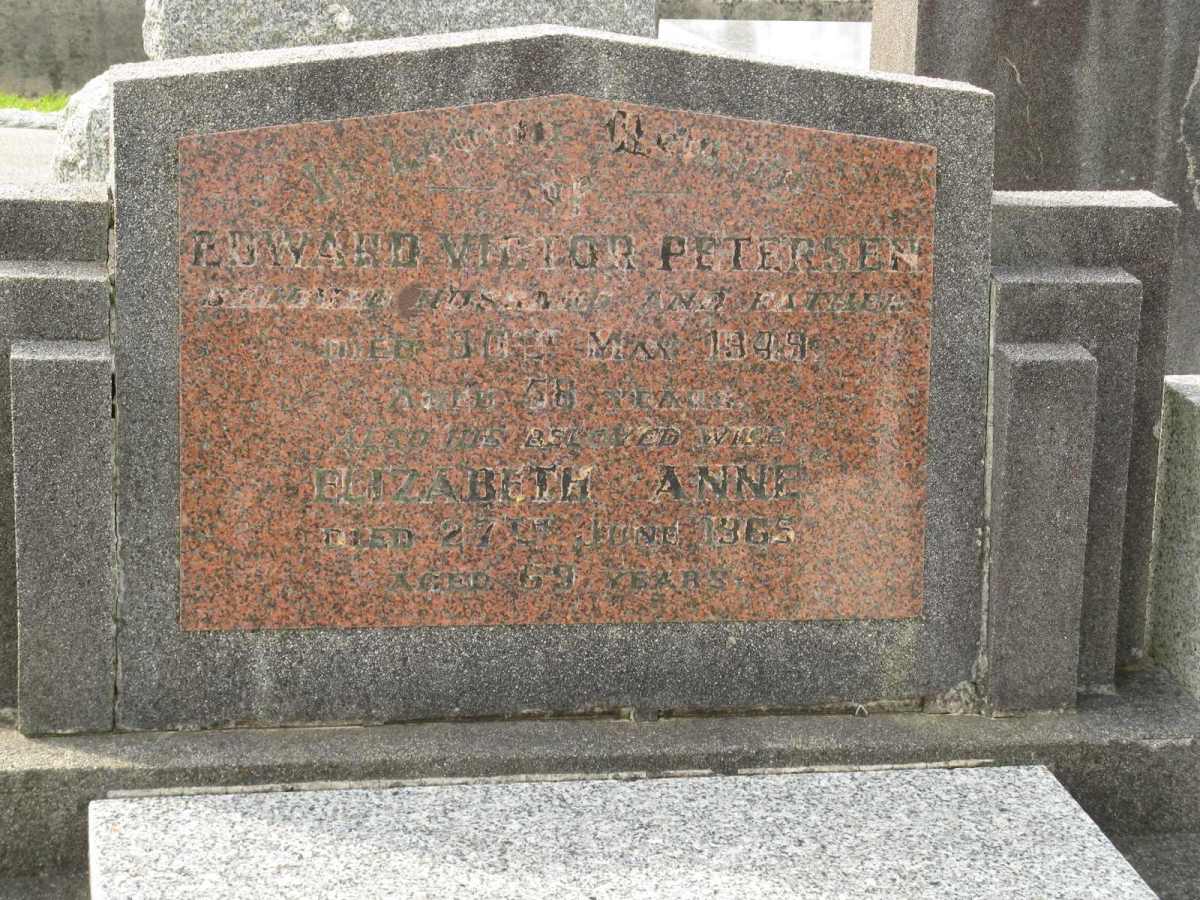 In Loving Memory
of
EDWARD VICTOR PETERSEN
BELOVED HUSBAND AND FATHER
DIED 30TH MAY 1949
AGED 58 YEARS
ALSO HIS BELOVED WIFE
ELIZABETH ANNE
DIED 27TH JUNE 1965
AGED 69 YEARS